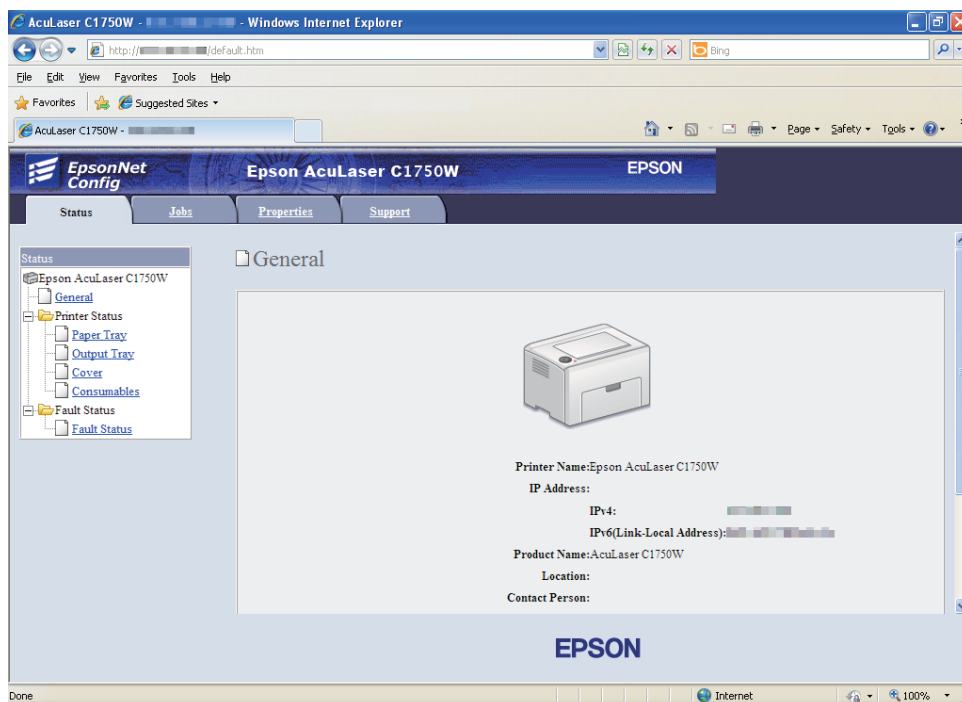 AcuLaser C1750W - - Windows Internet Explorer
http:// /default.htm
Bing
File Edit View Favorites Tools Help
Favorites Suggested Sites
AcuLaser C1750W -
Page Safety Tools
EpsonNet
Config
Epson AcuLaser C1750W
EPSON
Status Jobs Properties Support
Status
Epson AcuLaser C1750W
General
Printer Status
Paper Tray
Output Tray
Cover
Consumables
Fault Status
Fault Status
General
Printer Name:Epson AcuLaser C1750W
IP Address:
IPv4:
IPv6(Link-Local Address):
Product Name:AcuLaser C1750W
Location:
Contact Person:
EPSON
Done
Internet
100%